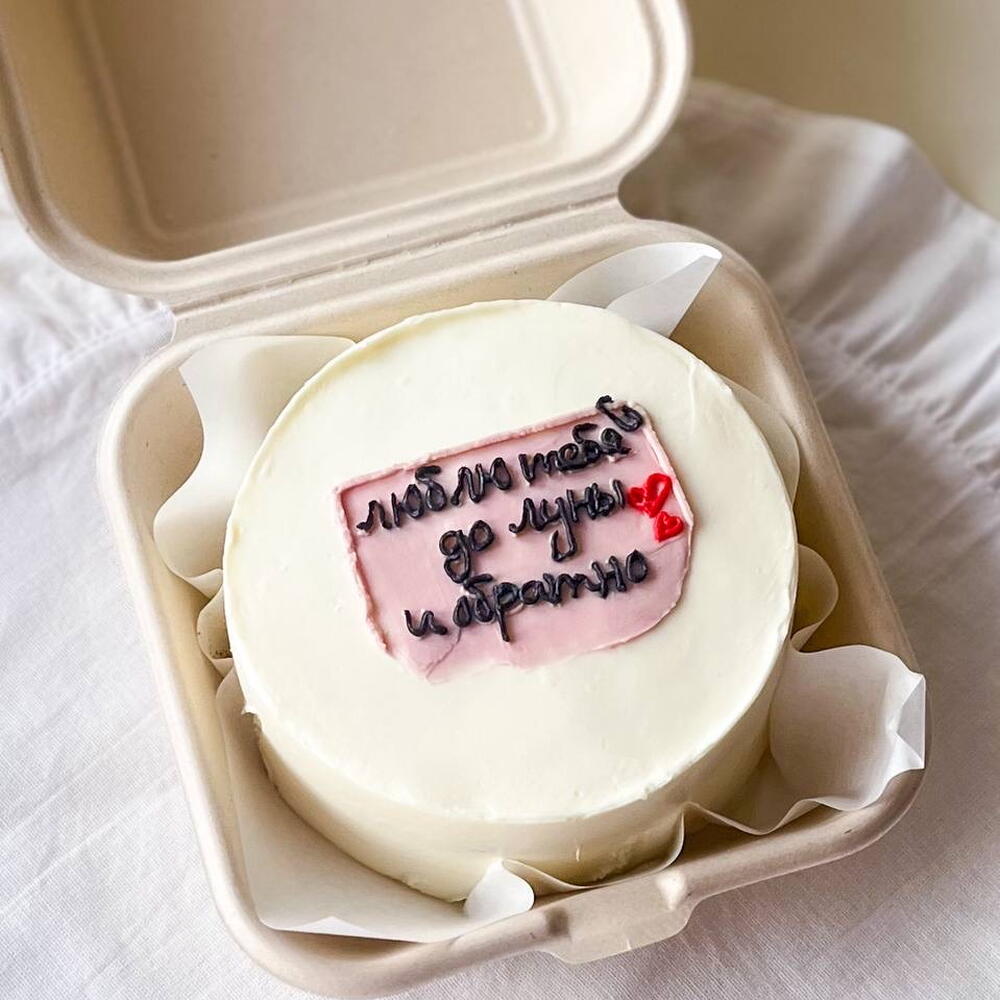 люблю тебя
до луны
и обратно